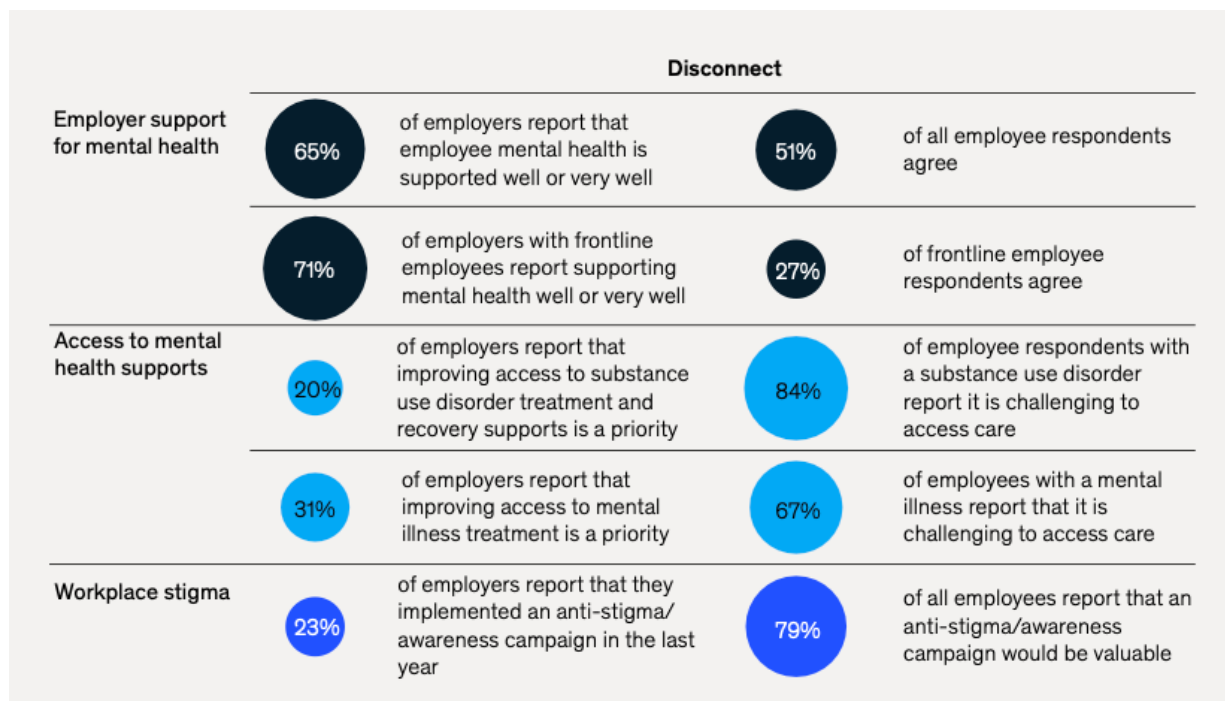 Disconnect
Employer support
for mental health
65%
of employers report that
employee mental health is
supported well or very well
51%
of all employee respondents
agree
71%
of employers with frontline
employees report supporting
mental health well or very well
27%
of frontline employee
respondents agree
Access to mental
health supports
20%
of employers report that
improving access to substance
use disorder treatment and
recovery supports is a priority
84%
of employee respondents with
a substance use disorder
report it is challenging to
access care
31%
of employers report that
improving access to mental
illness treatment is a priority
67%
of employees with a mental
illness report that it is
challenging to access care
Workplace stigma
23%
of employers report that they
implemented an anti-stigma/
awareness campaign in the last
year
79%
of all employees report that an
anti-stigma/awareness
campaign would be valuable